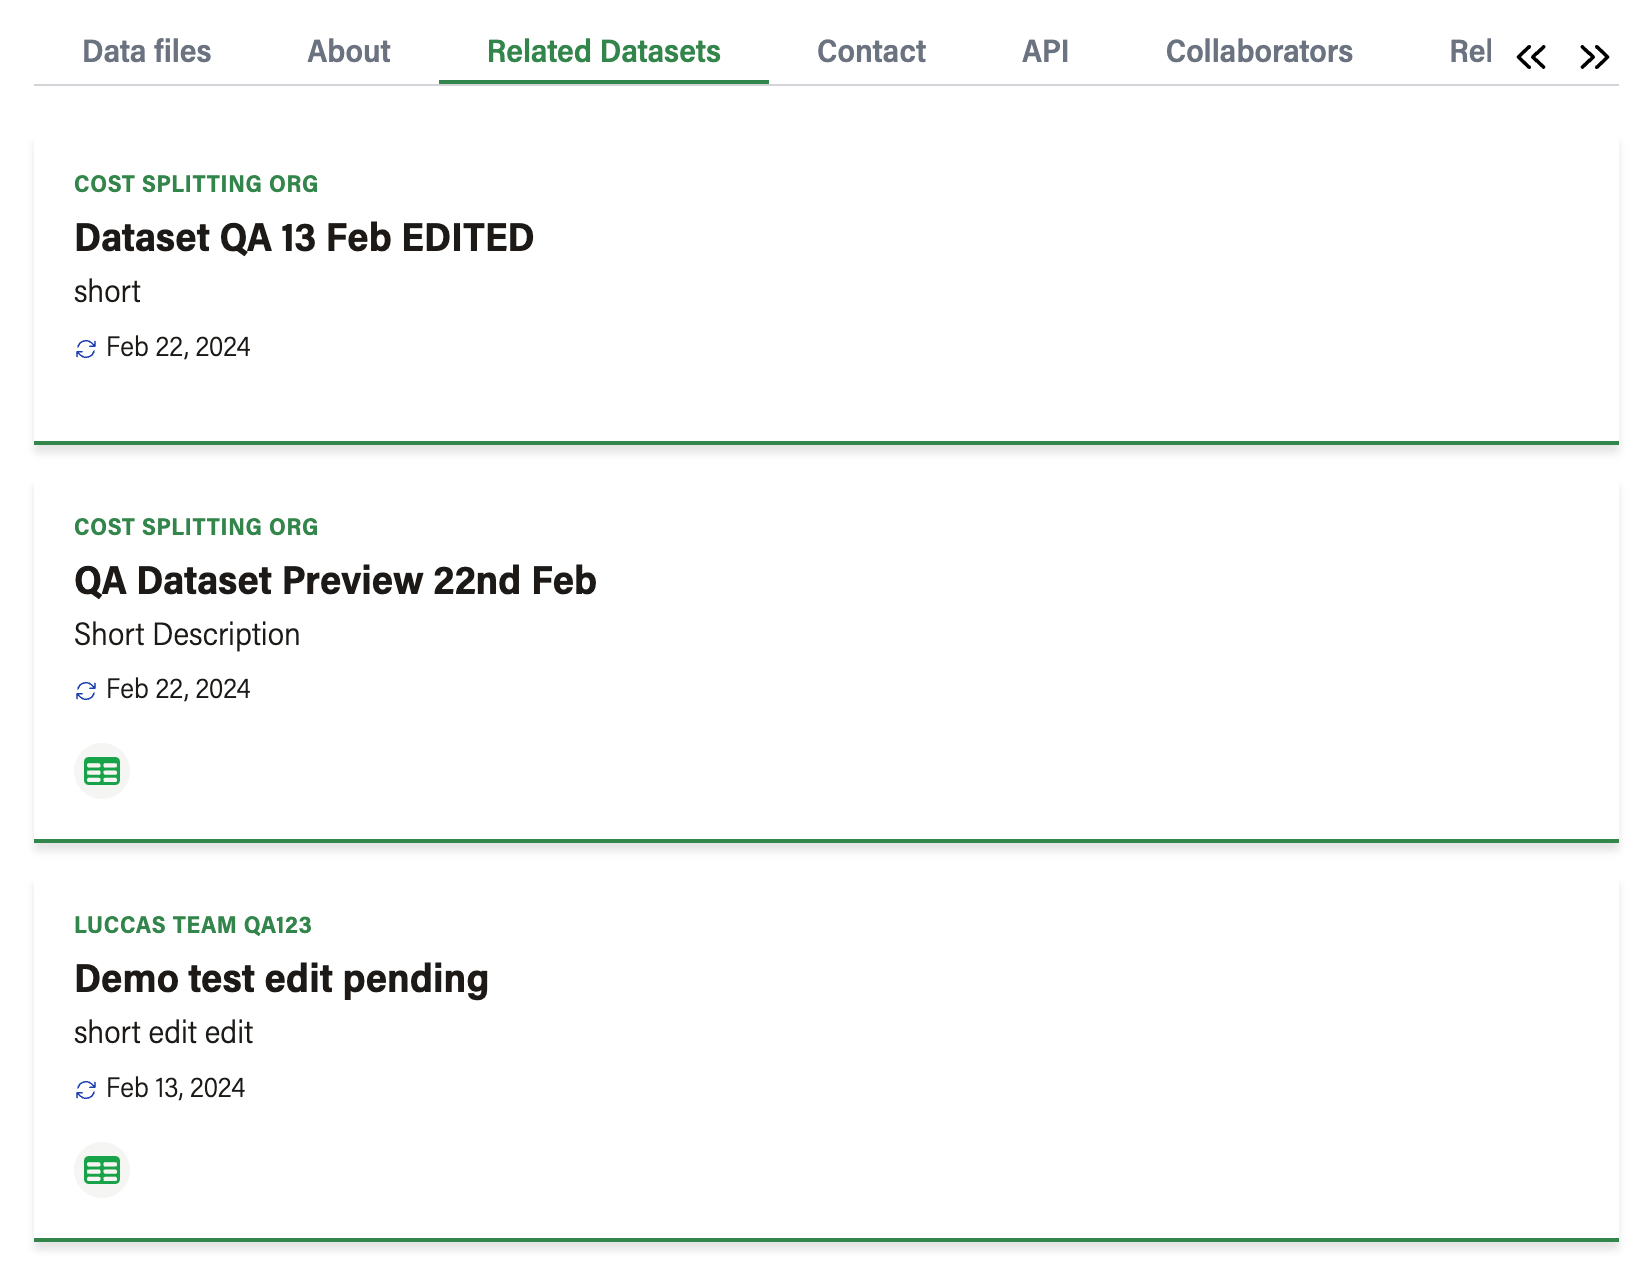 Data files About Related Datasets Contact API Collaborators Rel
COST SPLITTING ORG
Dataset QA 13 Feb EDITED
short
Feb 22, 2024
COST SPLITTING ORG
QA Dataset Preview 22nd Feb
Short Description
Feb 22, 2024
LUCCAS TEAM QA123
Demo test edit pending
short edit edit
Feb 13, 2024